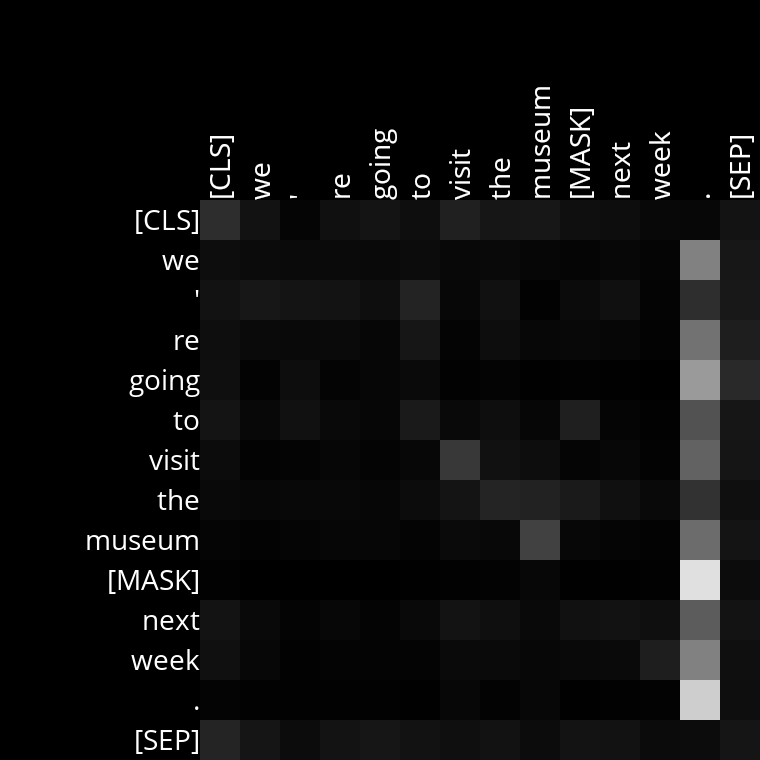 [CLS] we ' re going to visit the museum [MASK] next week . [SEP]
[CLS]
we
'
re
going
to
visit
the
museum
[MASK]
next
week
.
[SEP]